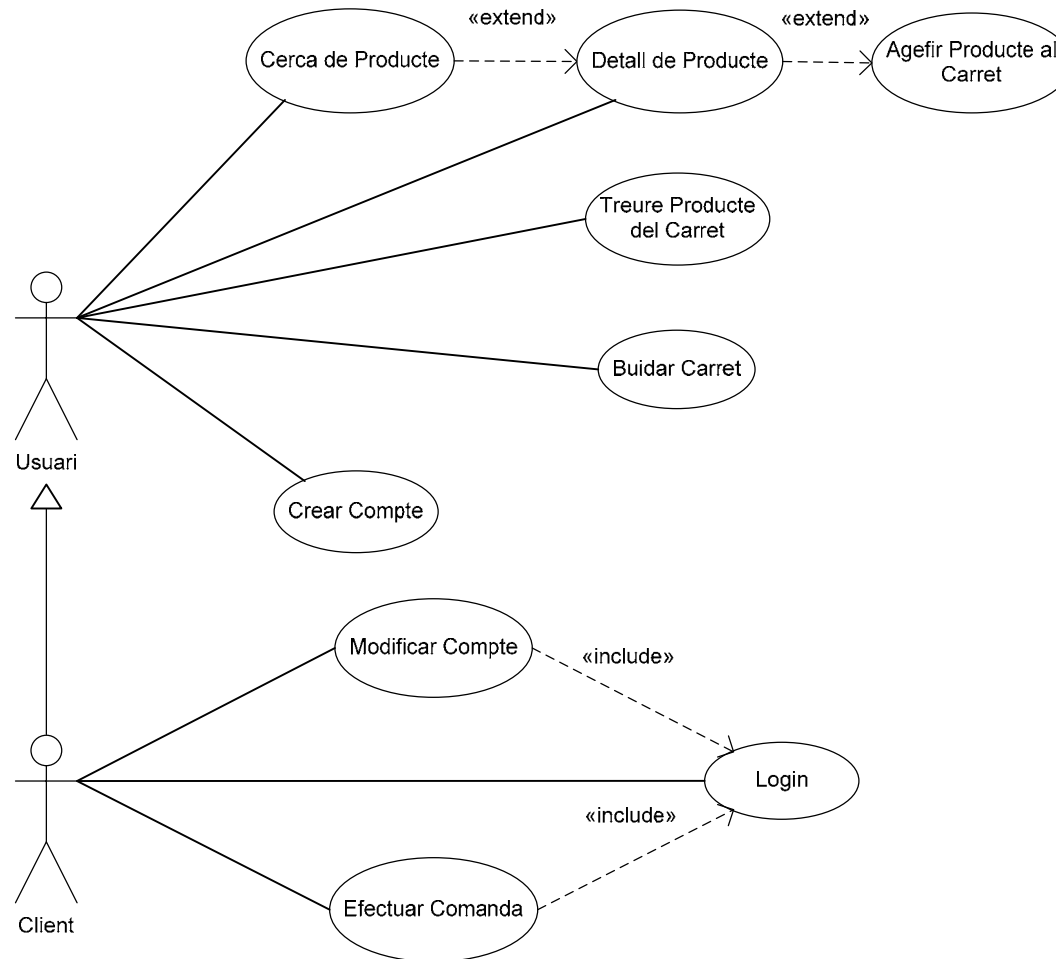 «extend»
«extend»
Cerca de Producte
Detall de Producte
Agefir Producte al
Carret
Treure Producte
del Carret
Buidar Carret
Usuari
Crear Compte
Modificar Compte
«include»
Login
«include»
Efectuar Comanda
Client